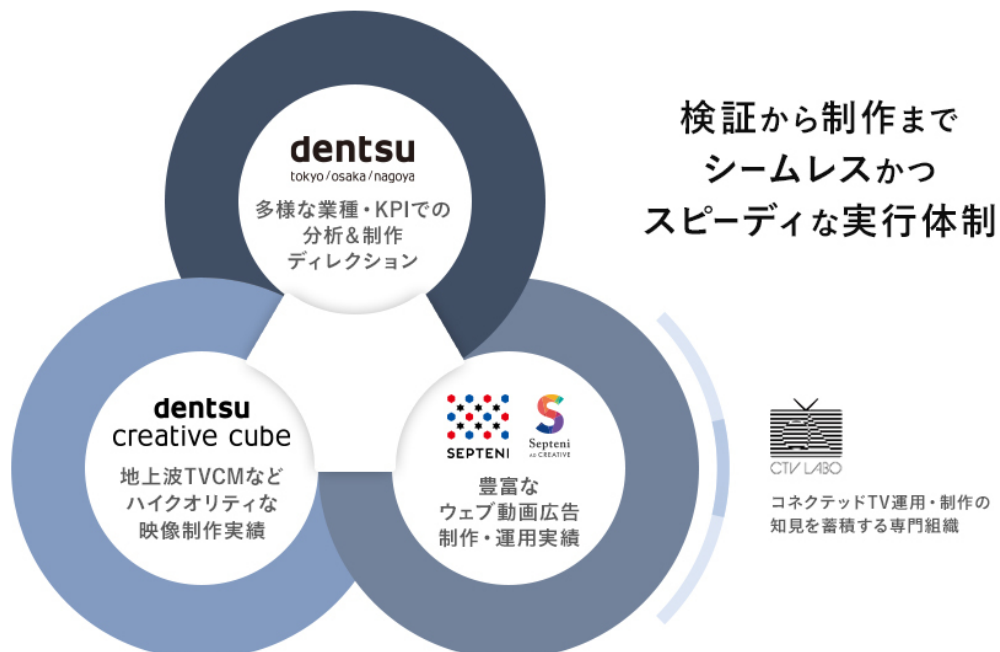 検証から制作まで
シームレスかつ
スピーディな実行体制
dentsu
tokyo/osaka/nagoya
多様な業種・KPIでの
分析&制作
ディレクション
dentsu
creative cube
地上波TVCMなど
ハイクオリティな
映像制作実績
SEPTENI
Septeni
AD CREATIVE
豊富な
ウェブ動画広告
制作・運用実績
CTV LABO
コネクテッドTV運用・制作の
知見を蓄積する専門組織